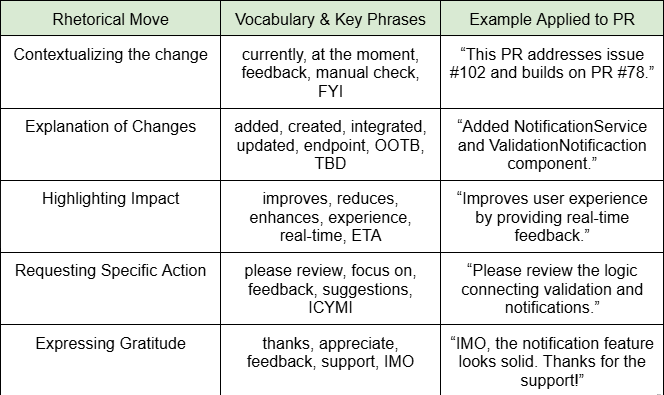 Rhetorical Move
Vocabulary & Key Phrases
Example Applied to PR
Contextualizing the change
currently, at the moment,
feedback, manual check,
FYI
“This PR addresses issue
#102 and builds on PR #78.”
Explanation of Changes
added, created, integrated,
updated, endpoint, OOTB,
TBD
“Added NotificationService
and ValidationNotificaction
component.”
Highlighting Impact
improves, reduces,
enhances, experience,
real-time, ETA
“Improves user experience
by providing real-time
feedback.”
Requesting Specific Action
please review, focus on,
feedback, suggestions,
ICYMI
“Please review the logic
connecting validation and
notifications.”
Expressing Gratitude
thanks, appreciate,
feedback, support, IMO
“IMO, the notification feature
looks solid. Thanks for the
support!”